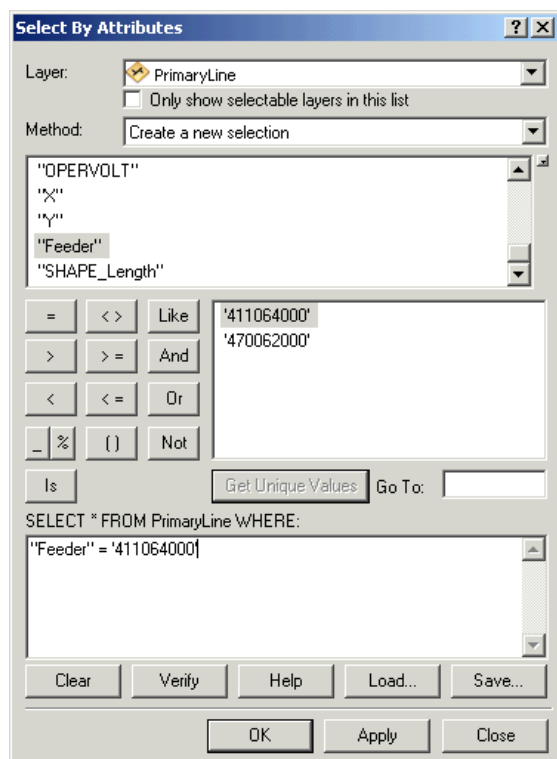 Select By Attributes
? X
Layer: PrimaryLine
Only show selectable layers in this list
Method: Create a new selection
"OPERVOLT"
"X"
"Y"
"Feeder"
"SHAPE_Length"
= < > Like
'411064000'
> > = And
'470062000'
< < = Or
_ % ( ) Not
Is Get Unique Values Go To:
SELECT * FROM PrimaryLine WHERE:
"Feeder" = '411064000'
Clear Verify Help Load... Save...
OK Apply Close